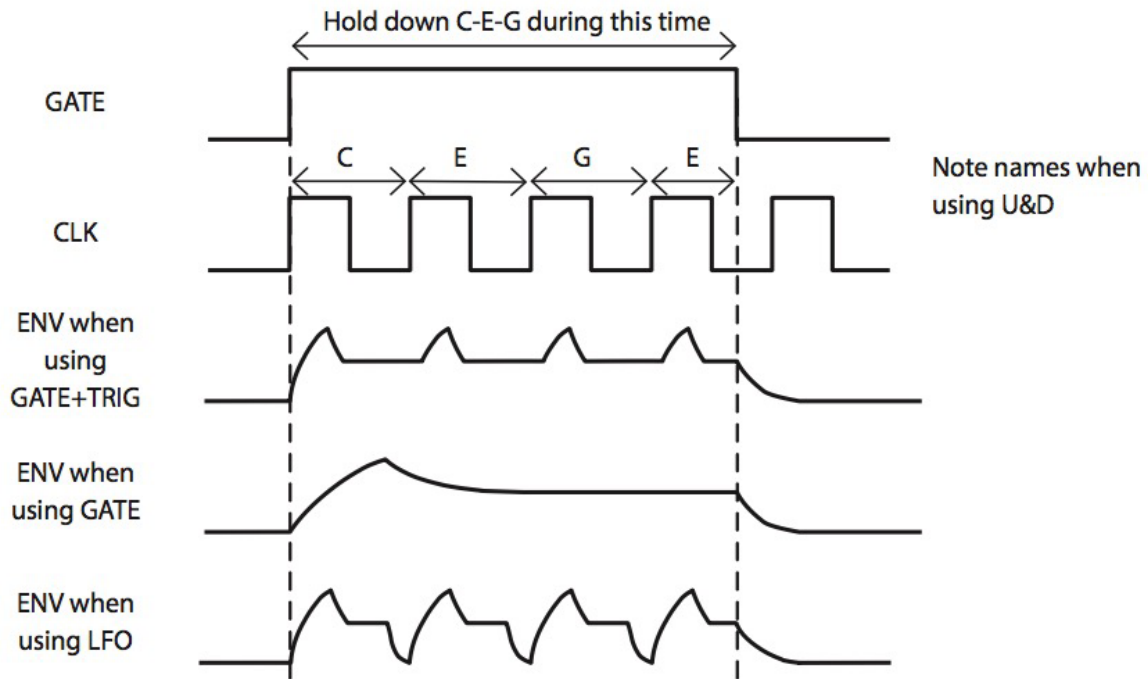 Hold down C-E-G during this time
GATE
C
E
G
E
Note names when
using U&D
CLK
ENV when
using
GATE+TRIG
ENV when
using GATE
ENV when
using LFO